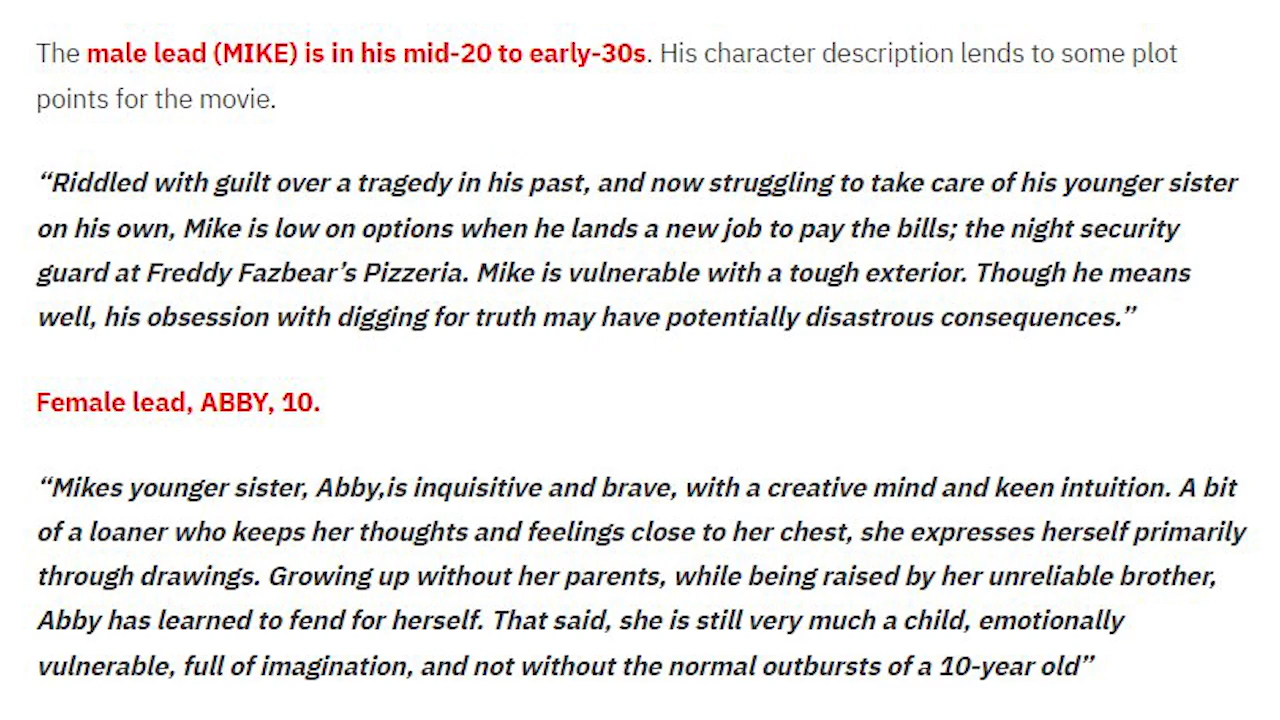 The male lead (MIKE) is in his mid-20 to early-30s. His character description lends to some plot
points for the movie.
“Riddled with guilt over a tragedy in his past, and now struggling to take care of his younger sister
on his own, Mike is low on options when he lands a new job to pay the bills; the night security
guard at Freddy Fazbear’s Pizzeria. Mike is vulnerable with a tough exterior. Though he means
well, his obsession with digging for truth may have potentially disastrous consequences.”
Female lead, ABBY, 10.
“Mikes younger sister, Abby,is inquisitive and brave, with a creative mind and keen intuition. A bit
of a loaner who keeps her thoughts and feelings close to her chest, she expresses herself primarily
through drawings. Growing up without her parents, while being raised by her unreliable brother,
Abby has learned to fend for herself. That said, she is still very much a child, emotionally
vulnerable, full of imagination, and not without the normal outbursts of a 10-year old”